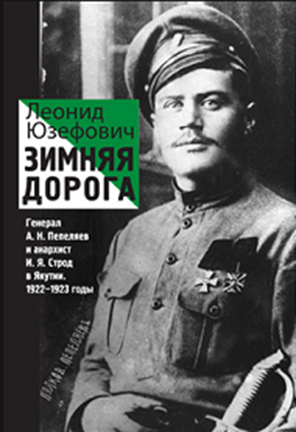 Леонид
Юзефович
ЗИМНЯЯ
ДОРОГА
Генерал
А. Н. Пепеляев
и анархист
И. Я. Строд
в Якутии.
1922–1923 годы